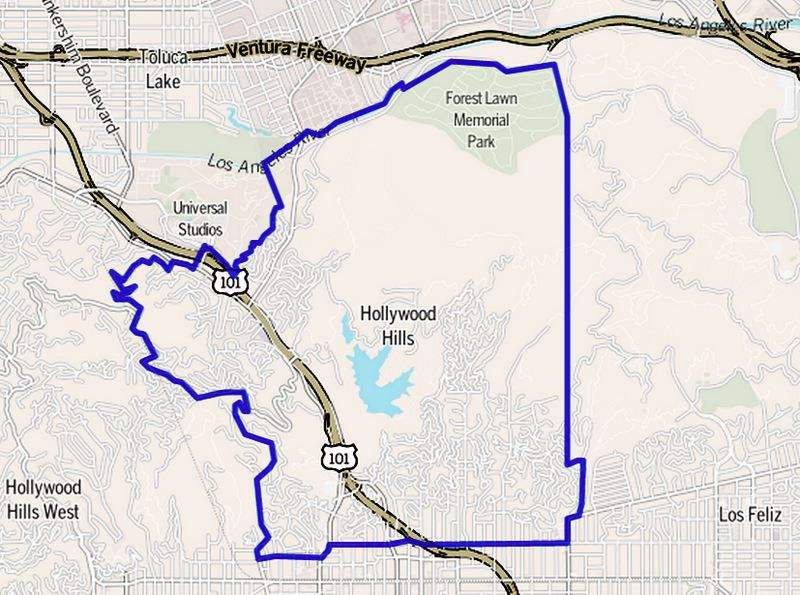 Los Angeles River
Ventura Freeway
Toluca
Lake
Boulevard
Forest Lawn
Memorial
Park
Los Angeles River
Universal
Studios
101
Hollywood
Hills
101
Hollywood
Hills West
Los Feliz